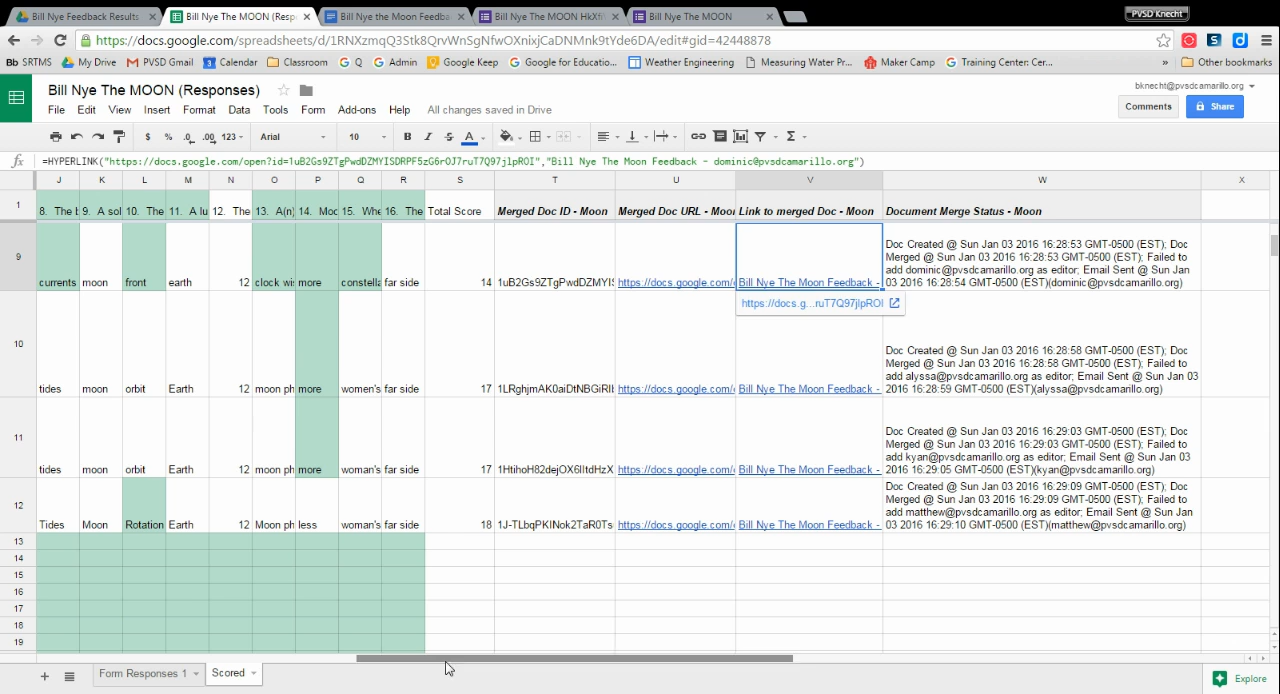 Bill Nye Feedback Results
Bill Nye The MOON (Respo
Bill Nye the Moon Feedba
Bill Nye The MOON HkXfi
Bill Nye The MOON
PVSD Knecht
https://docs.google.com/spreadsheets/d/1RNXzmqQ3Stk8QrvWnSgNfwOXnixjCaDNMnk9tYde6DA/edit#gid=42448878
Bb SRTMS My Drive PVSD Gmail Calendar Classroom Q Admin Google Keep Google for Educatio... Weather Engineering Measuring Water Pr... Maker Camp Training Center: Cer... » Other bookmarks
bknecht@pvsdcamarillo.org
Bill Nye The MOON (Responses)
File Edit View Insert Format Data Tools Form Add-ons Help All changes saved in Drive
Comments Share
$ % .0 .00 123 Arial 10 B I S A Σ
fx =HYPERLINK("https://docs.google.com/open?id=1uB2Gs9ZTgPwdDZMYISDRPF5zG6rOJ7ruT7Q97jlpROI","Bill Nye The Moon Feedback - dominic@pvsdcamarillo.org")
J K L M N O P Q R S T U V W X
1 8. The b 9. A sol 10. The 11. A lu 12. The 13. A(n) 14. Moo 15. Whe 16. The Total Score Merged Doc ID - Moon Merged Doc URL - Moon Link to merged Doc - Moon Document Merge Status - Moon
Doc Created @ Sun Jan 03 2016 16:28:53 GMT-0500 (EST); Doc
9 Merged @ Sun Jan 03 2016 16:28:53 GMT-0500 (EST); Failed to
add dominic@pvsdcamarillo.org as editor; Email Sent @ Sun Jan
currents moon front earth 12 clock wis more constella far side 14 1uB2Gs9ZTgPwdDZMYIS https://docs.google.com/ Bill Nye The Moon Feedback - 03 2016 16:28:54 GMT-0500 (EST)(dominic@pvsdcamarillo.org)
https://docs.g...ruT7Q97jlpROI
10 Doc Created @ Sun Jan 03 2016 16:28:58 GMT-0500 (EST); Doc
Merged @ Sun Jan 03 2016 16:28:58 GMT-0500 (EST); Failed to
add alyssa@pvsdcamarillo.org as editor; Email Sent @ Sun Jan 03
tides moon orbit Earth 12 moon ph more women's far side 17 1LRghjmAK0aiDtNBGiRI https://docs.google.com/ Bill Nye The Moon Feedback - 2016 16:28:59 GMT-0500 (EST)(alyssa@pvsdcamarillo.org)
Doc Created @ Sun Jan 03 2016 16:29:03 GMT-0500 (EST); Doc
11 Merged @ Sun Jan 03 2016 16:29:03 GMT-0500 (EST); Failed to
add kyan@pvsdcamarillo.org as editor; Email Sent @ Sun Jan 03
tides moon orbit Earth 12 moon ph more woman's far side 17 1HtihoH82dejOX6IltdHzX https://docs.google.com/ Bill Nye The Moon Feedback - 2016 16:29:05 GMT-0500 (EST)(kyan@pvsdcamarillo.org)
Doc Created @ Sun Jan 03 2016 16:29:09 GMT-0500 (EST); Doc
12 Merged @ Sun Jan 03 2016 16:29:09 GMT-0500 (EST); Failed to
add matthew@pvsdcamarillo.org as editor; Email Sent @ Sun Jan
Tides Moon Rotation Earth 12 Moon ph less woman's far side 18 1J-TLbqPKINok2TaR0Ts https://docs.google.com/ Bill Nye The Moon Feedback - 03 2016 16:29:10 GMT-0500 (EST)(matthew@pvsdcamarillo.org)
13
14
15
16
17
18
19
+ Form Responses 1 Scored Explore